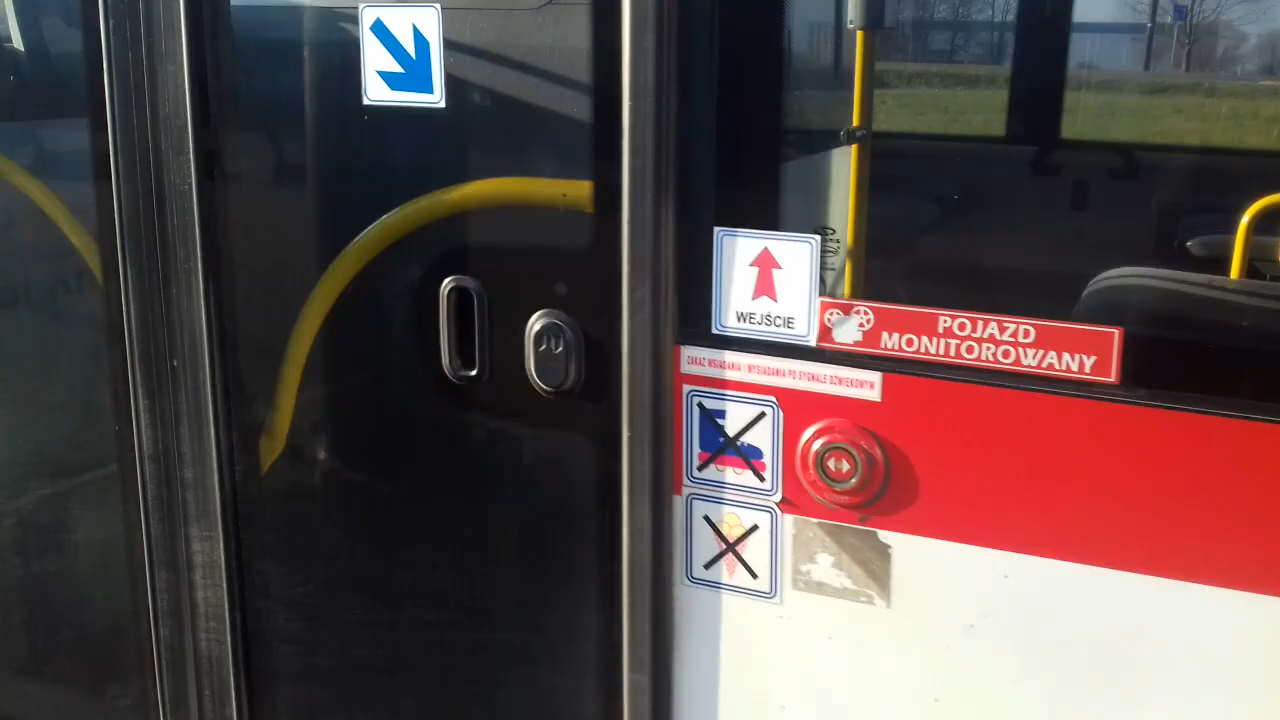 WEJŚCIE
POJAZD
MONITOROWANY
ZAKAZ WSIADANIA I WYSIADANIA PO SYGNALE DŹWIĘKOWYM